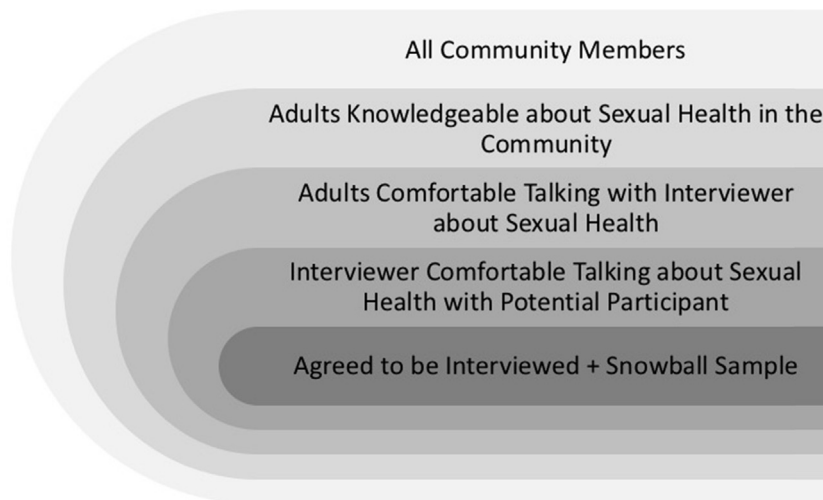 All Community Members
Adults Knowledgeable about Sexual Health in the
Community
Adults Comfortable Talking with Interviewer
about Sexual Health
Interviewer Comfortable Talking about Sexual
Health with Potential Participant
Agreed to be Interviewed + Snowball Sample